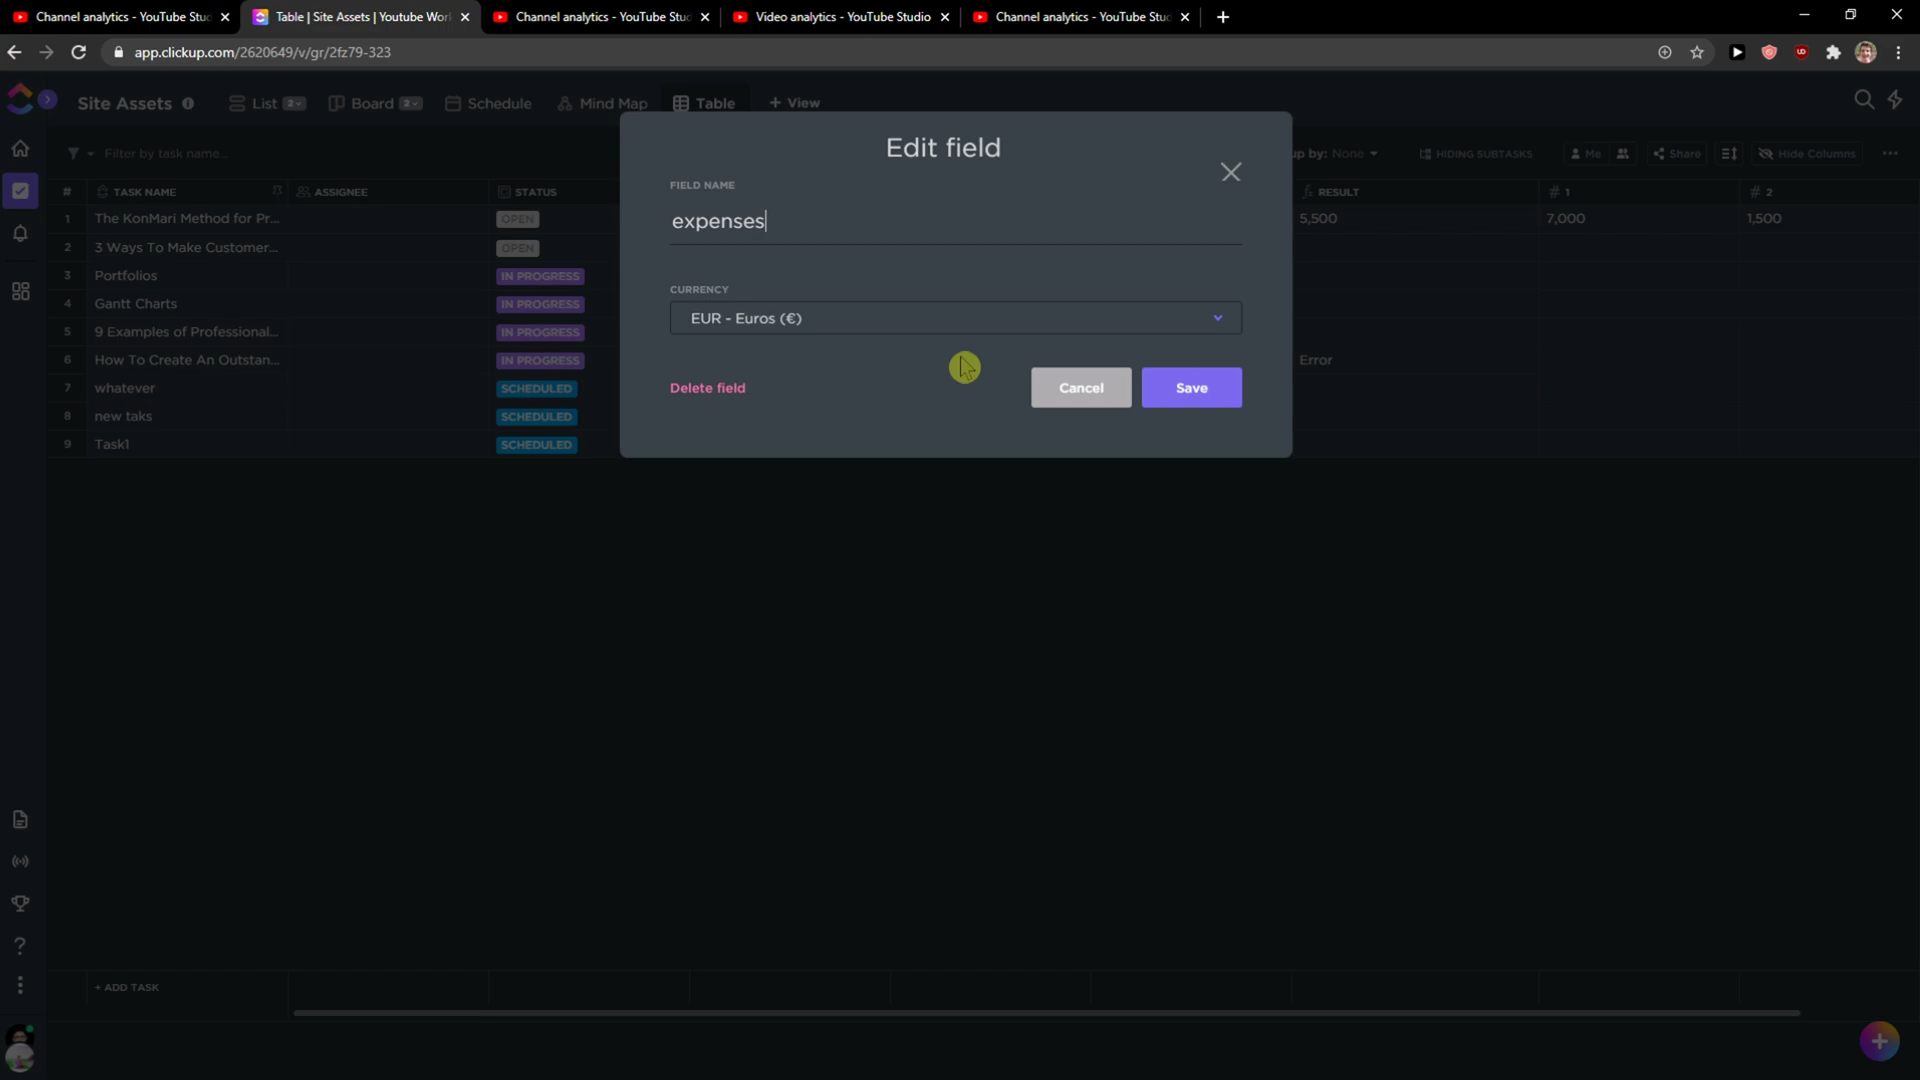 Channel analytics - YouTube Stu
Table | Site Assets | Youtube Wor
Channel analytics - YouTube Stu
Video analytics - YouTube Studio
Channel analytics - YouTube Stu
app.clickup.com/2620649/v/gr/2fz79-323
Site Assets
List 2
Board 2
Schedule
Mind Map
Table
+ View
Filter by task name...
up by: None
HIDING SUBTASKS
Me
Share
Hide Columns
# TASK NAME ASSIGNEE STATUS RESULT # 1 # 2
1 The KonMari Method for Pr... OPEN 5,500 7,000 1,500
2 3 Ways To Make Customer... OPEN
3 Portfolios IN PROGRESS
4 Gantt Charts IN PROGRESS
5 9 Examples of Professional... IN PROGRESS
6 How To Create An Outstan... IN PROGRESS Error
7 whatever SCHEDULED
8 new taks SCHEDULED
9 Task1 SCHEDULED
+ ADD TASK
Edit field
FIELD NAME
expenses
CURRENCY
EUR - Euros (€)
Delete field
Cancel
Save